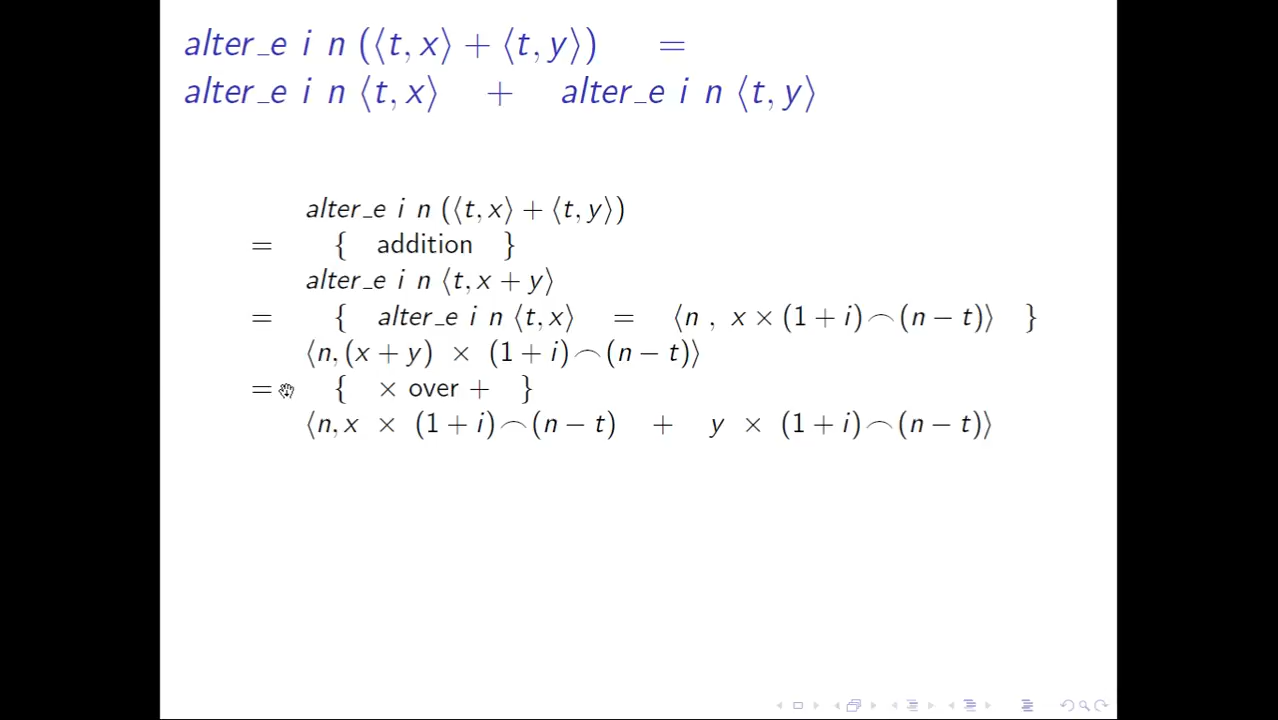 alter_e i n (⟨t, x⟩ + ⟨t, y⟩) =
alter_e i n ⟨t, x⟩ + alter_e i n ⟨t, y⟩
alter_e i n (⟨t, x⟩ + ⟨t, y⟩)
= { addition }
alter_e i n ⟨t, x + y⟩
= { alter_e i n ⟨t, x⟩ = ⟨n , x × (1 + i)⌢(n − t)⟩ }
⟨n, (x + y) × (1 + i)⌢(n − t)⟩
= { × over + }
⟨n, x × (1 + i)⌢(n − t) + y × (1 + i)⌢(n − t)⟩